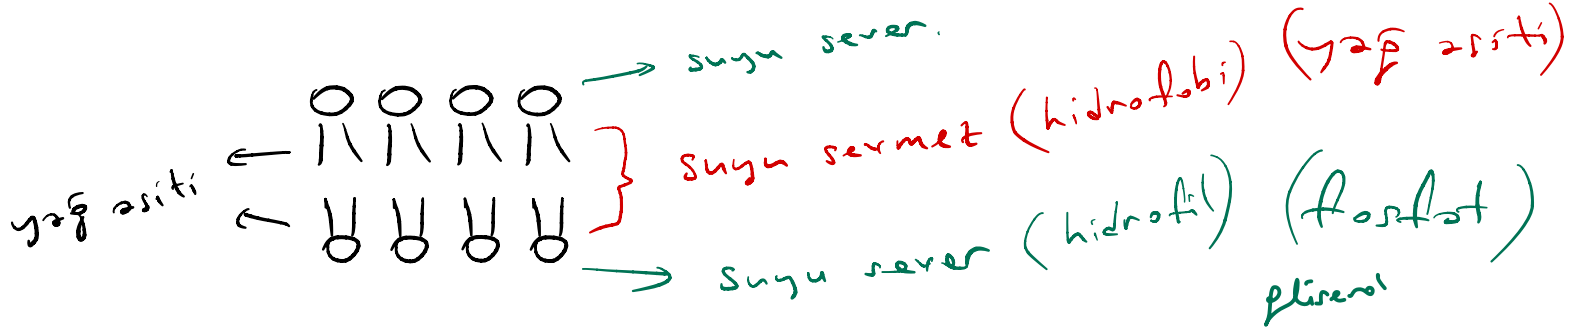 suyu sever.
suyu sevmez (hidrofobi) (yağ asiti)
yağ asiti
suyu sever (hidrofil) (fosfat)
gliserol